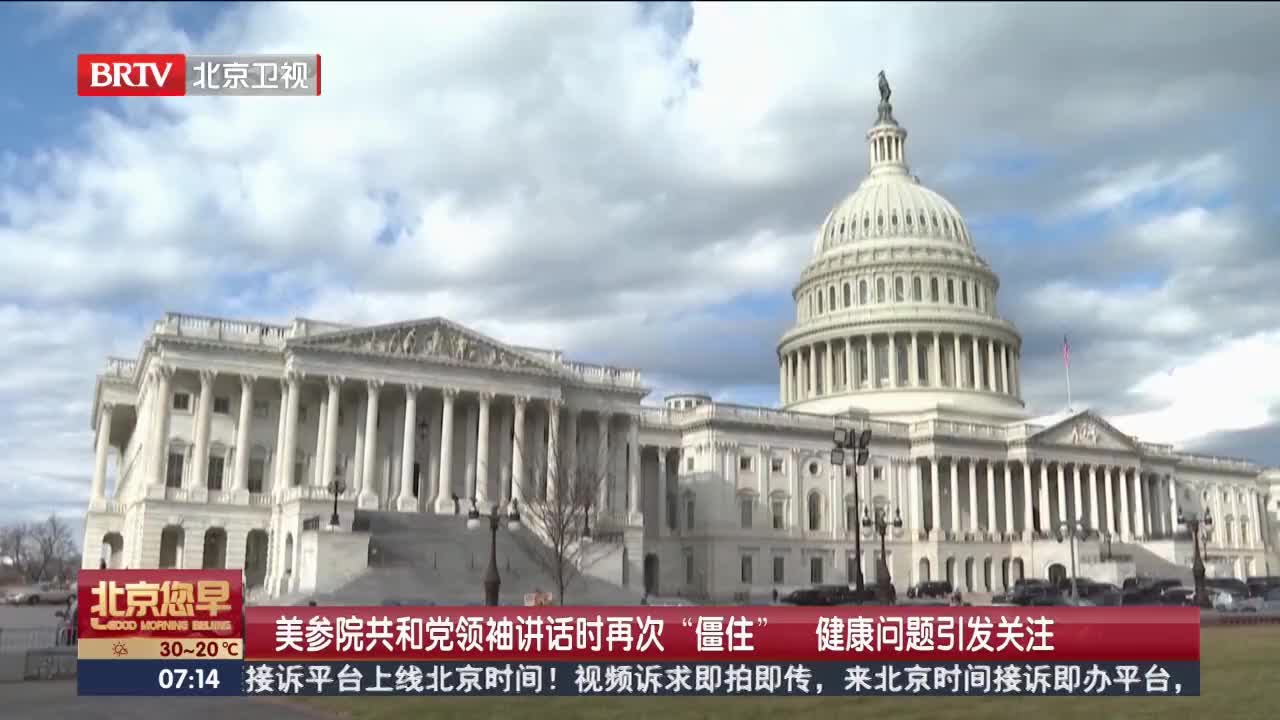 BRTV 北京卫视
北京您早
GOOD MORNING BEIJING
美参院共和党领袖讲话时再次“僵住” 健康问题引发关注
30~20℃
07:14
接诉平台上线北京时间！视频诉求即拍即传，来北京时间接诉即办平台，